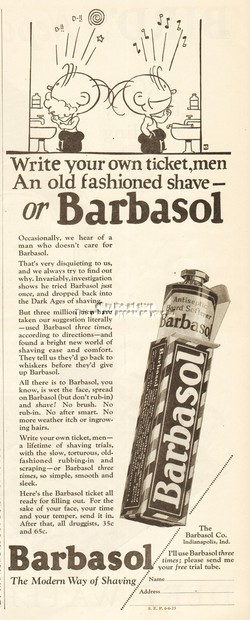 D--!!
D-!!
Write your own ticket, men
An old fashioned shave—
or Barbasol
Occasionally, we hear of a
man who doesn't care for
Barbasol.
That's very disquieting to us,
and we always try to find out
why. Invariably, investigation
shows he tried Barbasol just
once, and dropped back into
the Dark Ages of shaving.
But three million men have
taken our suggestion literally
—used Barbasol three times,
according to directions—and
found a bright new world of
shaving ease and comfort.
They tell us they'd go back to
whiskers before they'd give
up Barbasol.
All there is to Barbasol, you
know, is wet the face, spread
on Barbasol (but don't rub-in)
and shave! No brush. No
rub-in. No after smart. No
more weather itch or ingrow-
ing hairs.
Write your own ticket, men—
a lifetime of shaving trials,
with the slow, torturous, old-
fashioned rubbing-in and
scraping—or Barbasol three
times, so simple, smooth and
sleek.
Here's the Barbasol ticket all
ready for filling out. For the
sake of your face, your time
and your temper, send it in.
After that, all druggists, 35c
and 65c.
Antiseptic
Beard Softener
Barbasol
Barbasol
The
Barbasol Co.
Indianapolis, Ind.
I'll use Barbasol three
times; please send me
your free trial tube.
Barbasol
The Modern Way of Shaving
Name
Address